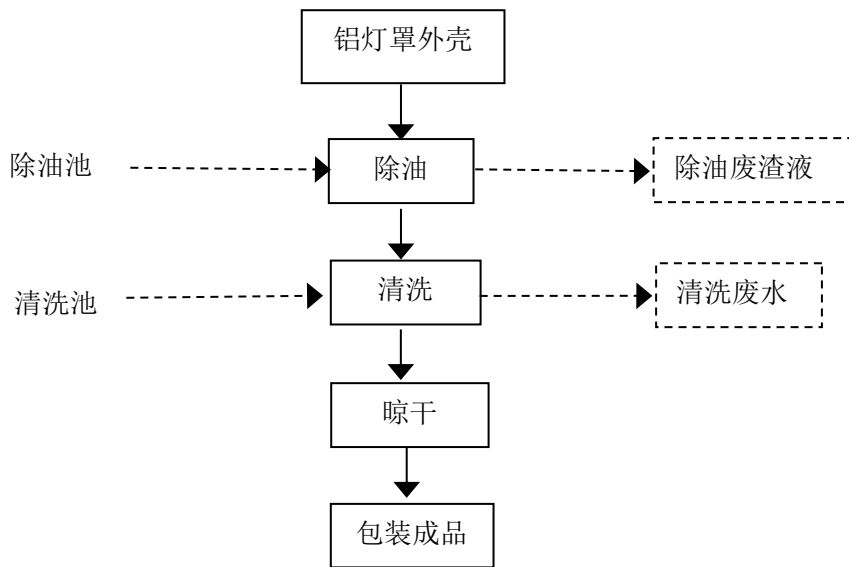 铝灯罩外壳
除油池
除油
除油废渣液
清洗池
清洗
清洗废水
晾干
包装成品